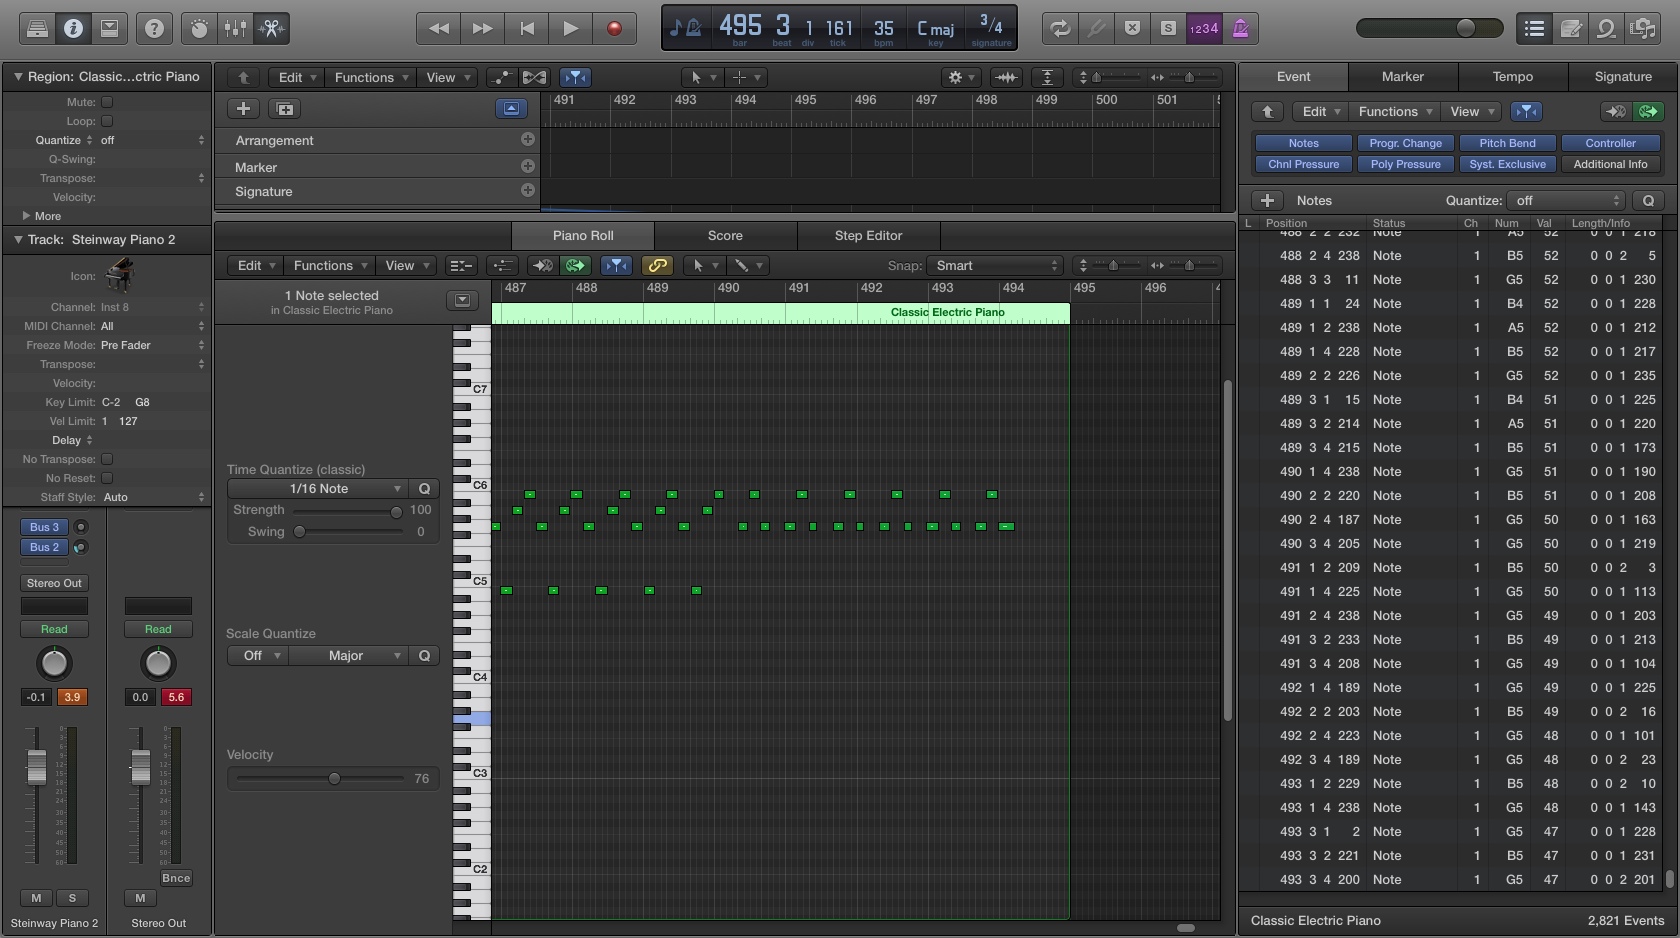 495 3 1 161 35 C maj 3/4
bar beat div tick bpm key signature
1234
Region: Classic...ctric Piano
Mute:
Loop:
Quantize off
Q-Swing:
Transpose:
Velocity:
More
Track: Steinway Piano 2
Icon:
Channel: Inst 8
MIDI Channel: All
Freeze Mode: Pre Fader
Transpose:
Velocity:
Key Limit: C-2 G8
Vel Limit: 1 127
Delay
No Transpose:
No Reset:
Staff Style: Auto
Bus 3
Bus 2
Stereo Out
Read Read
-0.1 3.9 0.0 5.6
Bnce
M S M
Steinway Piano 2 Stereo Out
Edit Functions View
491 492 493 494 495 496 497 498 499 500 501
Arrangement
Marker
Signature
Piano Roll Score Step Editor
Edit Functions View Snap: Smart
1 Note selected
in Classic Electric Piano
487 488 489 490 491 492 493 494 495 496
Classic Electric Piano
C7
C6
C5
C4
C3
C2
Time Quantize (classic)
1/16 Note Q
Strength 100
Swing 0
Scale Quantize
Off Major Q
Velocity
76
Event Marker Tempo Signature
Edit Functions View
Notes Progr. Change Pitch Bend Controller
Chnl Pressure Poly Pressure Syst. Exclusive Additional Info
Notes Quantize: off Q
L Position Status Ch Num Val Length/Info
488 2 2 232 Note 1 A5 52 0 0 1 218
488 2 4 238 Note 1 B5 52 0 0 2 5
488 3 3 11 Note 1 G5 52 0 0 1 230
489 1 1 24 Note 1 B4 52 0 0 1 228
489 1 2 238 Note 1 A5 52 0 0 1 212
489 1 4 228 Note 1 B5 52 0 0 1 217
489 2 2 226 Note 1 G5 52 0 0 1 235
489 3 1 15 Note 1 B4 51 0 0 1 225
489 3 2 214 Note 1 A5 51 0 0 1 220
489 3 4 215 Note 1 B5 51 0 0 1 173
490 1 4 238 Note 1 G5 51 0 0 1 190
490 2 2 220 Note 1 B5 51 0 0 1 208
490 2 4 187 Note 1 G5 50 0 0 1 163
490 3 4 205 Note 1 G5 50 0 0 1 219
491 1 2 209 Note 1 B5 50 0 0 2 3
491 1 4 225 Note 1 G5 50 0 0 1 113
491 2 4 238 Note 1 G5 49 0 0 1 203
491 3 2 233 Note 1 B5 49 0 0 1 213
491 3 4 208 Note 1 G5 49 0 0 1 104
492 1 4 189 Note 1 G5 49 0 0 1 225
492 2 2 203 Note 1 B5 49 0 0 2 16
492 2 4 223 Note 1 G5 48 0 0 1 101
492 3 4 189 Note 1 G5 48 0 0 2 23
493 1 2 229 Note 1 B5 48 0 0 2 10
493 1 4 238 Note 1 G5 48 0 0 1 143
493 3 1 2 Note 1 G5 47 0 0 1 228
493 3 2 221 Note 1 B5 47 0 0 1 231
493 3 4 200 Note 1 G5 47 0 0 2 201
Classic Electric Piano 2,821 Events